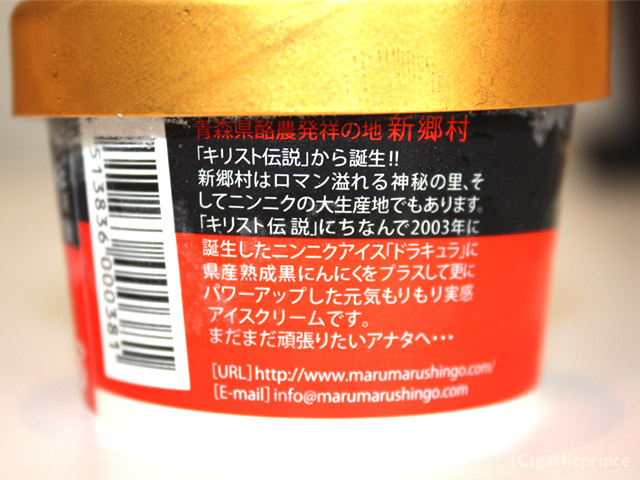 青森県酪農発祥の地 新郷村
「キリスト伝説」から誕生!!
新郷村はロマン溢れる神秘の里、そ
してニンニクの大生産地でもあります。
「キリスト伝説」にちなんで2003年に
誕生したニンニクアイス「ドラキュラ」に
県産熟成黒にんにくをプラスして更に
パワーアップした元気もりもり実感
アイスクリームです。
まだまだ頑張りたいアナタへ・・・
[URL] http://www.marumarushingo.com/
[E-mail] info@marumarushingo.com
513836 000381
(C)garlicprince